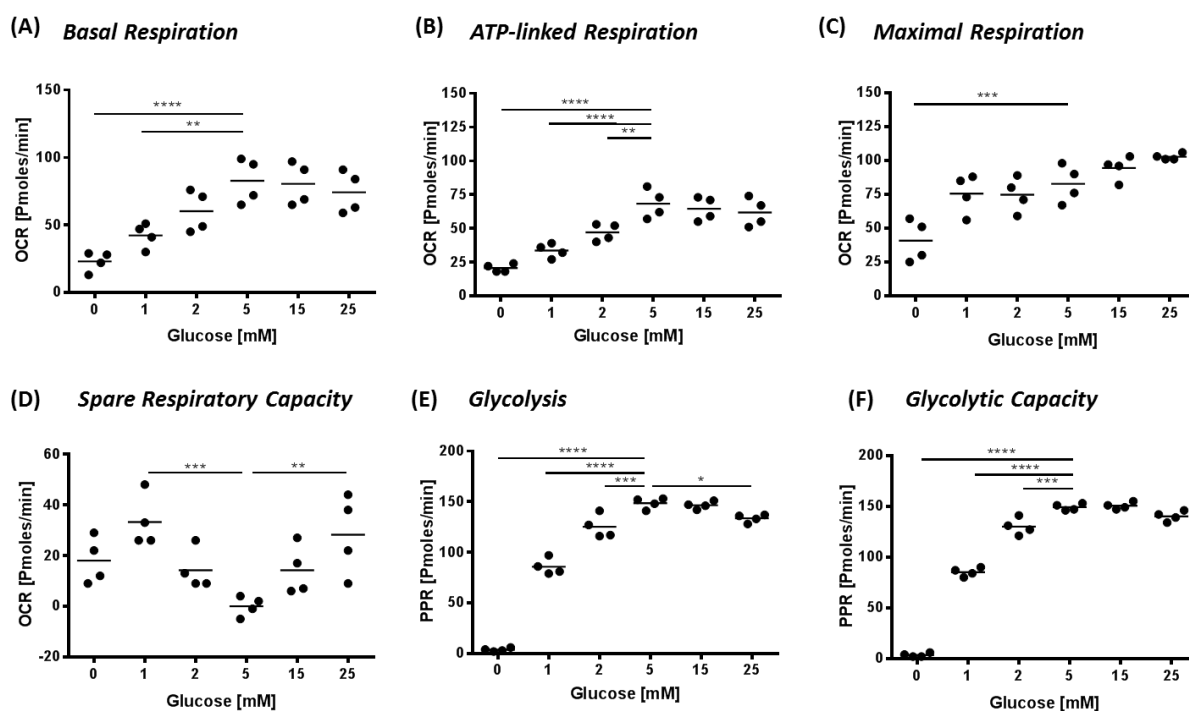 (A) Basal Respiration
OCR [Pmoles/min]
150
100
50
0
****
**
0 1 2 5 15 25
Glucose [mM]
(B) ATP-linked Respiration
OCR [Pmoles/min]
150
125
100
75
50
25
0
****
****
**
0 1 2 5 15 25
Glucose [mM]
(C) Maximal Respiration
OCR [Pmoles/min]
150
125
100
75
50
25
0
***
0 1 2 5 15 25
Glucose [mM]
(D) Spare Respiratory Capacity
OCR [Pmoles/min]
60
40
20
0
-20
***
**
0 1 2 5 15 25
Glucose [mM]
(E) Glycolysis
PPR [Pmoles/min]
200
150
100
50
0
****
****
***
*
0 1 2 5 15 25
Glucose [mM]
(F) Glycolytic Capacity
PPR [Pmoles/min]
200
150
100
50
0
****
****
***
0 1 2 5 15 25
Glucose [mM]